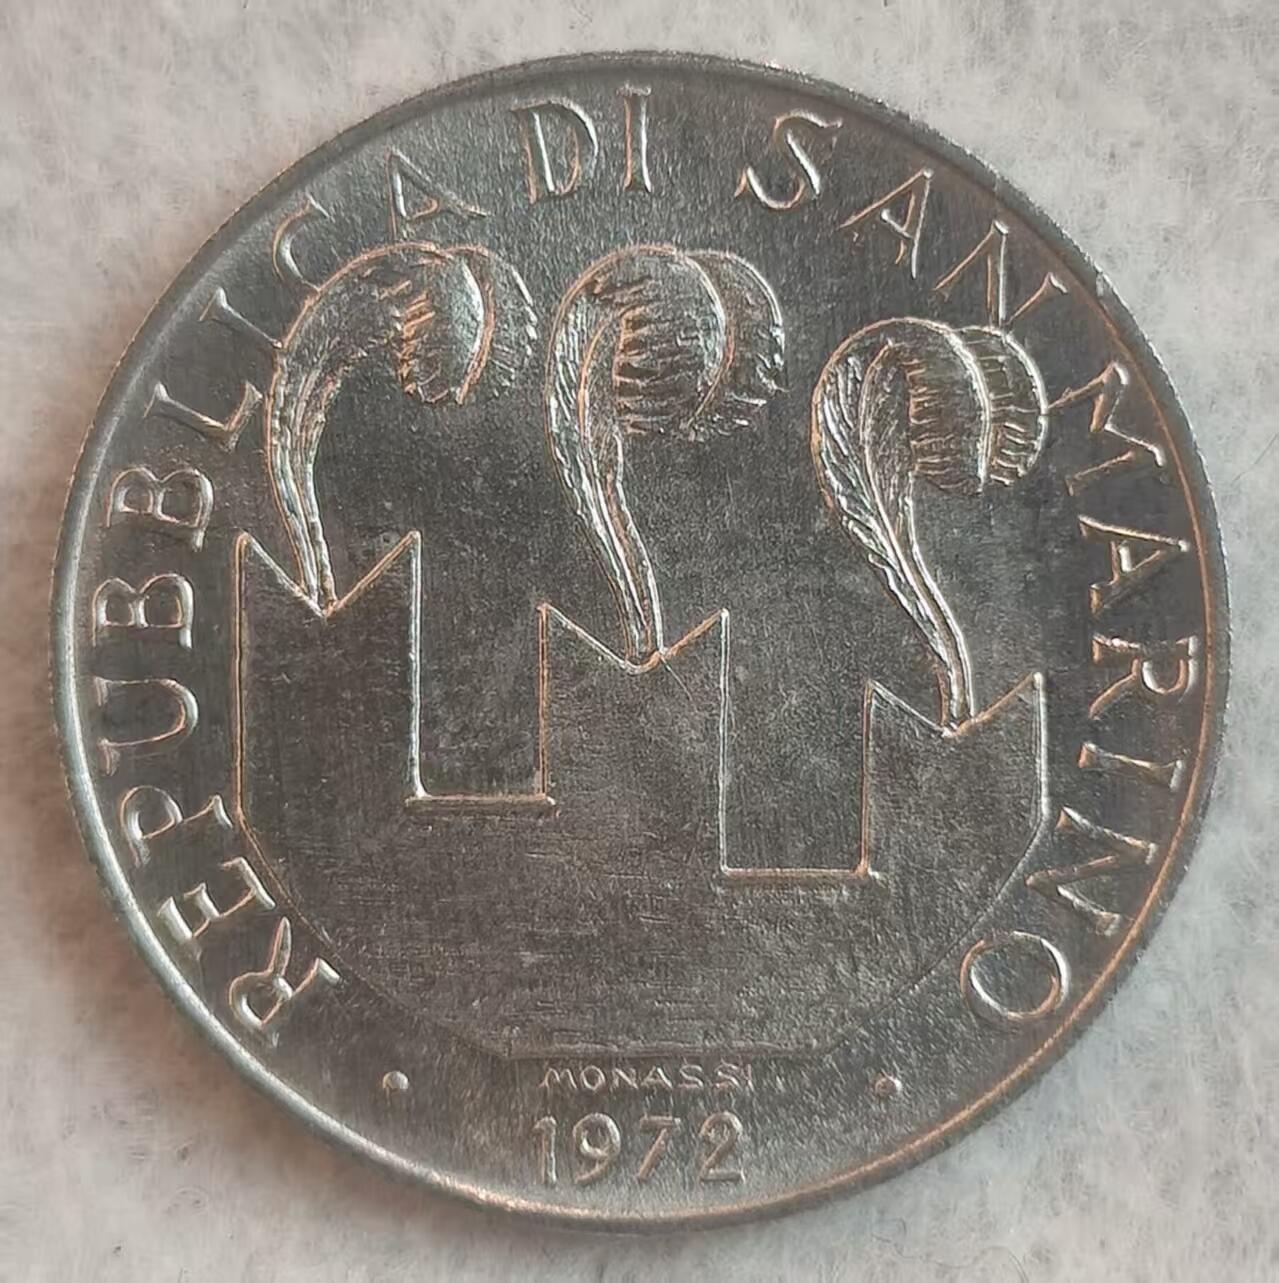 REPUBBLICA DI SAN MARINO
MONASSI
1972